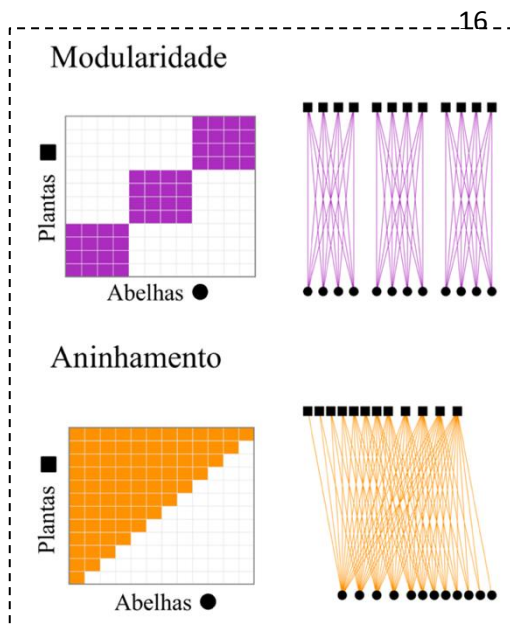 16
Modularidade
Plantas
Abelhas
Aninhamento
Plantas
Abelhas